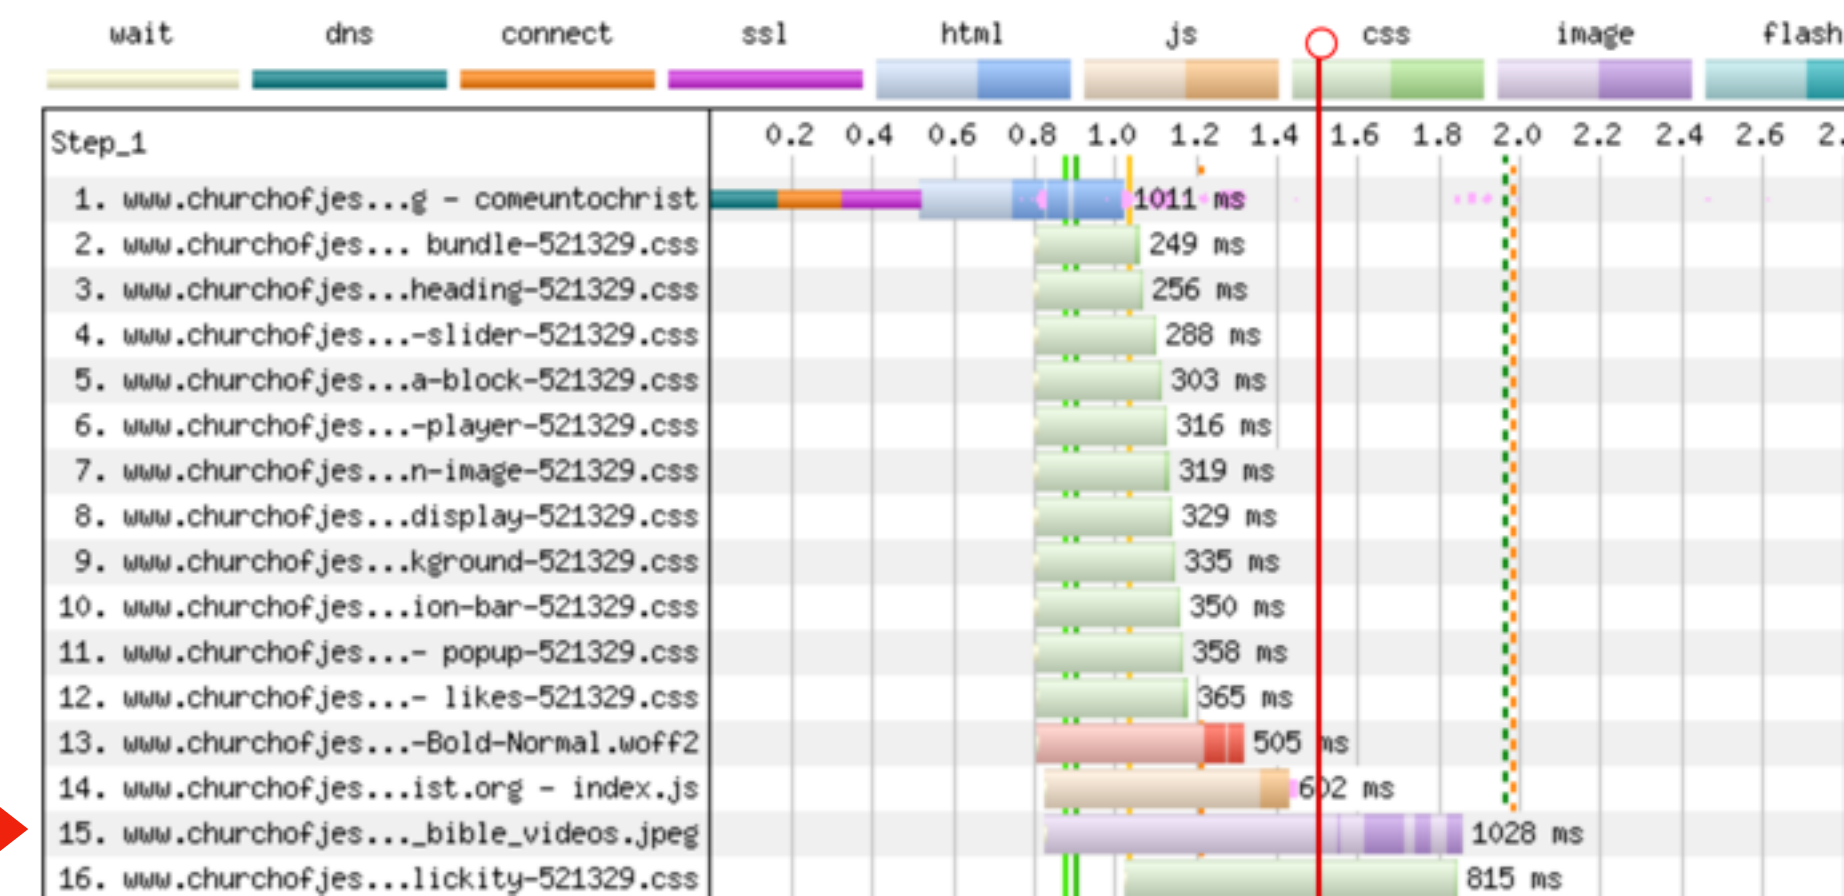 wait dns connect ssl html js css image flash
Step_1 0.2 0.4 0.6 0.8 1.0 1.2 1.4 1.6 1.8 2.0 2.2 2.4 2.6 2.
1. www.churchofjes...g - comeuntochrist 1011 ms
2. www.churchofjes... bundle-521329.css 249 ms
3. www.churchofjes...heading-521329.css 256 ms
4. www.churchofjes...-slider-521329.css 288 ms
5. www.churchofjes...a-block-521329.css 303 ms
6. www.churchofjes...-player-521329.css 316 ms
7. www.churchofjes...n-image-521329.css 319 ms
8. www.churchofjes...display-521329.css 329 ms
9. www.churchofjes...kground-521329.css 335 ms
10. www.churchofjes...ion-bar-521329.css 350 ms
11. www.churchofjes...- popup-521329.css 358 ms
12. www.churchofjes...- likes-521329.css 365 ms
13. www.churchofjes...-Bold-Normal.woff2 505 ms
14. www.churchofjes...ist.org - index.js 602 ms
15. www.churchofjes..._bible_videos.jpeg 1028 ms
16. www.churchofjes...lickity-521329.css 815 ms